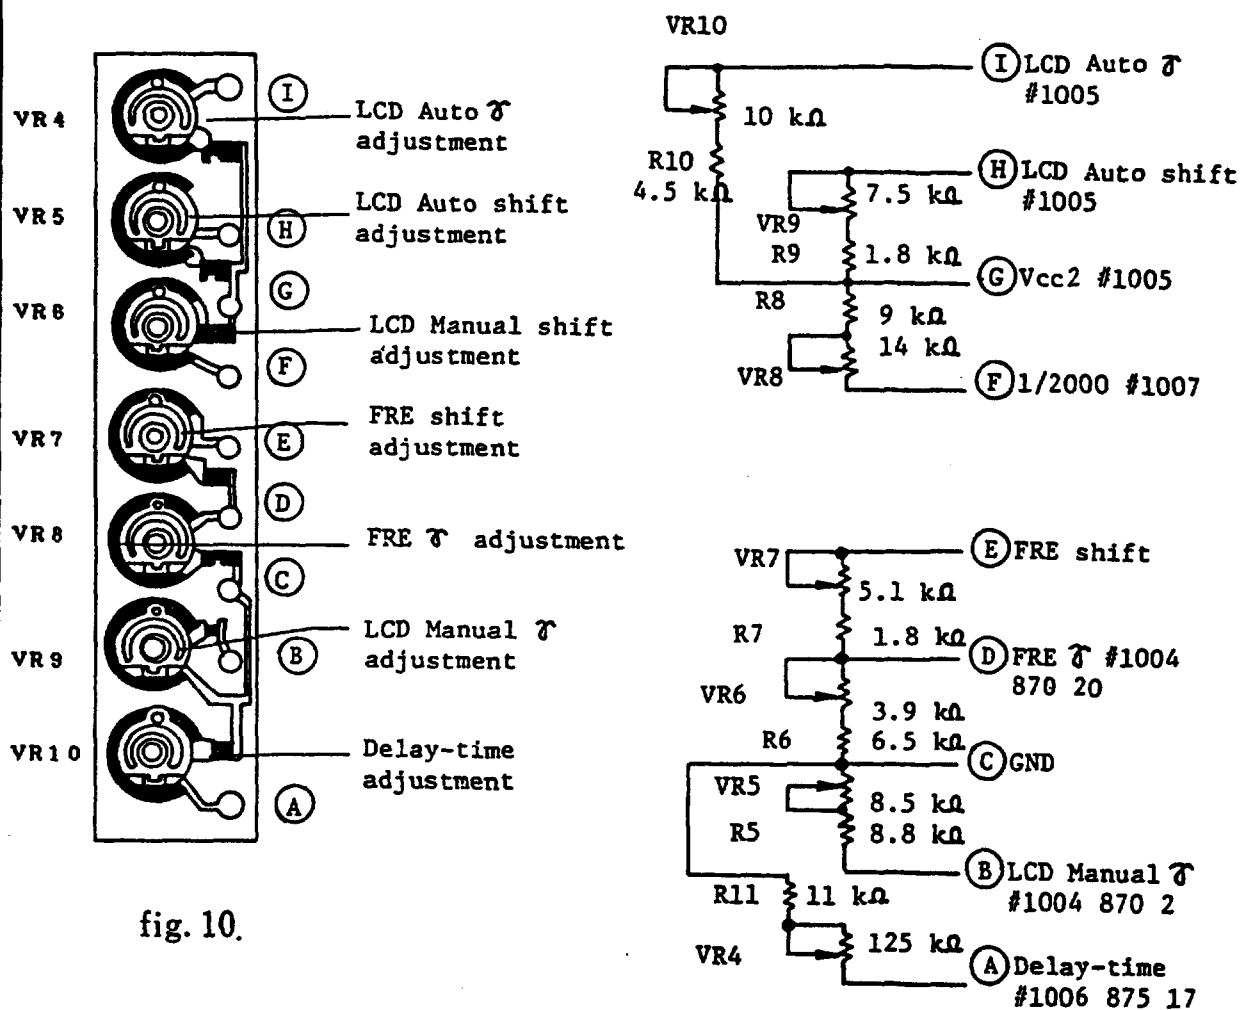 VR4
I
LCD Auto γ
adjustment
VR5
H
LCD Auto shift
adjustment
G
VR6
LCD Manual shift
adjustment
F
VR7
E
FRE shift
adjustment
D
VR8
FRE γ adjustment
C
VR9
B
LCD Manual γ
adjustment
VR10
Delay-time
adjustment
A
fig. 10.
VR10
I LCD Auto γ
#1005
10 kΩ
R10
4.5 kΩ
H LCD Auto shift
#1005
7.5 kΩ
VR9
R9
1.8 kΩ
G Vcc2 #1005
R8
9 kΩ
14 kΩ
VR8
F 1/2000 #1007
VR7
E FRE shift
5.1 kΩ
R7
1.8 kΩ
D FRE γ #1004
870 20
VR6
3.9 kΩ
R6
6.5 kΩ
C GND
VR5
8.5 kΩ
R5
8.8 kΩ
B LCD Manual γ
#1004 870 2
R11
11 kΩ
VR4
125 kΩ
A Delay-time
#1006 875 17